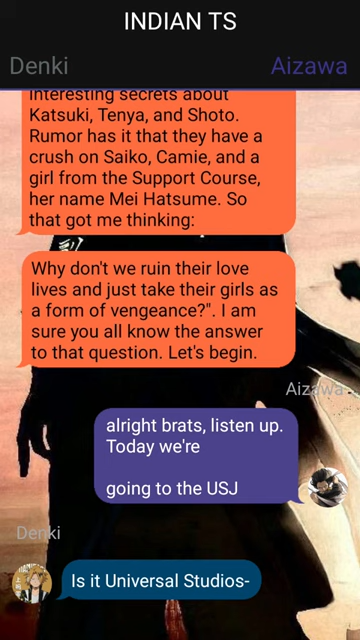 INDIAN TS
Denki
Aizawa
interesting secrets about
Katsuki, Tenya, and Shoto.
Rumor has it that they have a
crush on Saiko, Camie, and a
girl from the Support Course,
her name Mei Hatsume. So
that got me thinking:
Why don't we ruin their love
lives and just take their girls as
a form of vengeance?". I am
sure you all know the answer
to that question. Let's begin.
Aizawa
alright brats, listen up.
Today we're
going to the USJ
Denki
Is it Universal Studios-